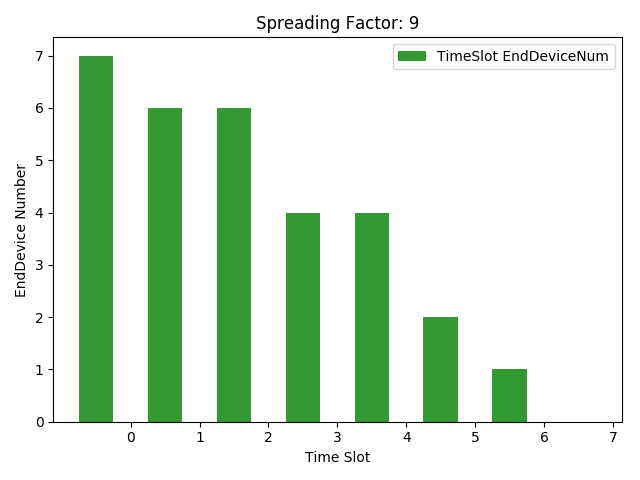 Spreading Factor: 9
TimeSlot EndDeviceNum
7
6
5
4
3
2
1
0
EndDevice Number
0 1 2 3 4 5 6 7
Time Slot